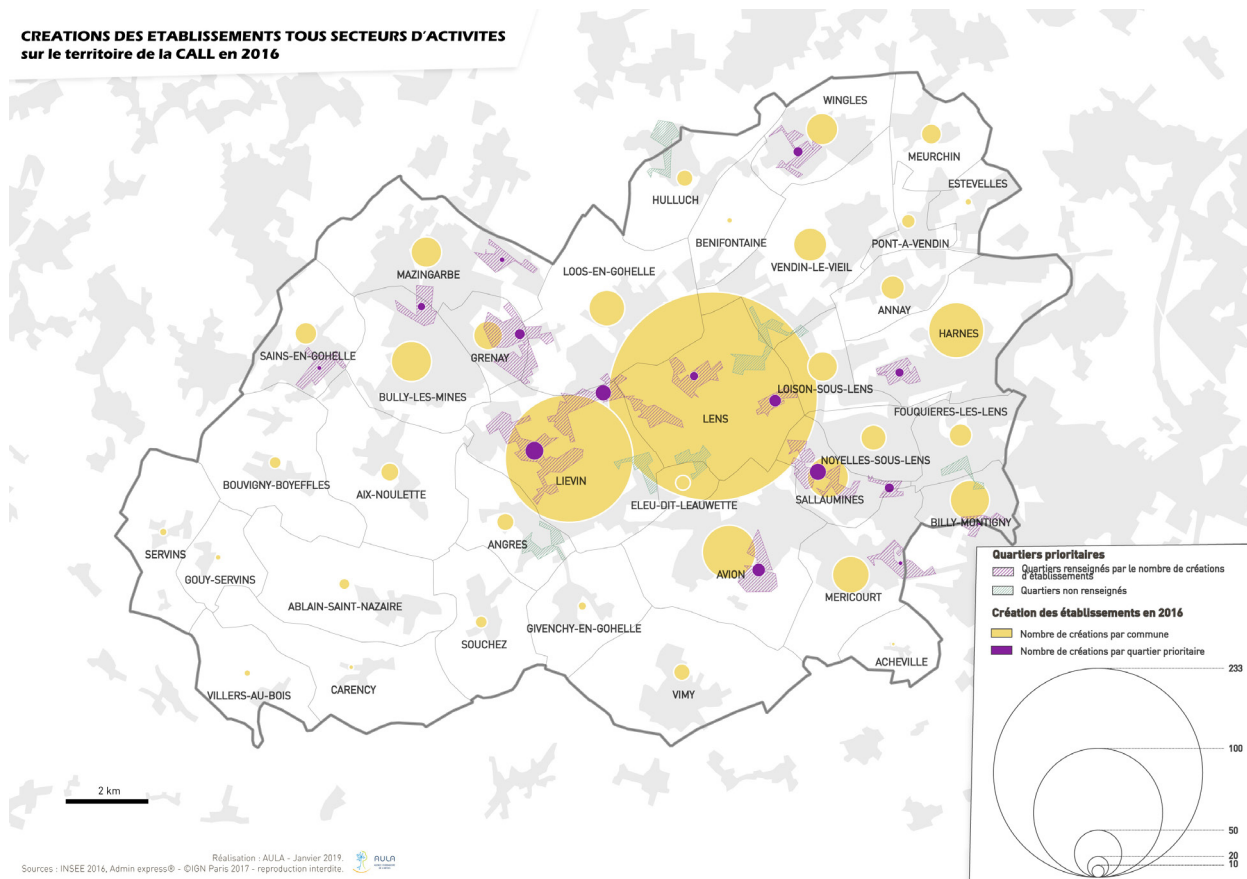 CREATIONS DES ETABLISSEMENTS TOUS SECTEURS D'ACTIVITES
sur le territoire de la CALL en 2016
WINGLES
MEURCHIN
ESTEVELLES
HULLUCH
BENIFONTAINE
PONT-A-VENDIN
VENDIN-LE-VIEIL
LOOS-EN-GOHELLE
MAZINGARBE
ANNAY
HARNES
SAINS-EN-GOHELLE
GRENAY
BULLY-LES-MINES
LOISON-SOUS-LENS
FOUQUIERES-LES-LENS
LENS
NOYELLES-SOUS-LENS
BOUVIGNY-BOYEFFLES
AIX-NOULETTE
LIEVIN
ELEU-DIT-LEAUWETTE
SALLAUMINES
BILLY-MONTIGNY
ANGRES
SERVINS
GOUY-SERVINS
AVION
MERICOURT
ABLAIN-SAINT-NAZAIRE
GIVENCHY-EN-GOHELLE
SOUCHEZ
ACHEVILLE
VILLERS-AU-BOIS
CARENCY
VIMY
Quartiers prioritaires
Quartiers renseignés par le nombre de créations
d'établissements
Quartiers non renseignés
Création des établissements en 2016
Nombre de créations par commune
Nombre de créations par quartier prioritaire
233
100
50
20
10
2 km
Réalisation : AULA - Janvier 2019.
Sources : INSEE 2016, Admin express® - ©IGN Paris 2017 - reproduction interdite.
AULA